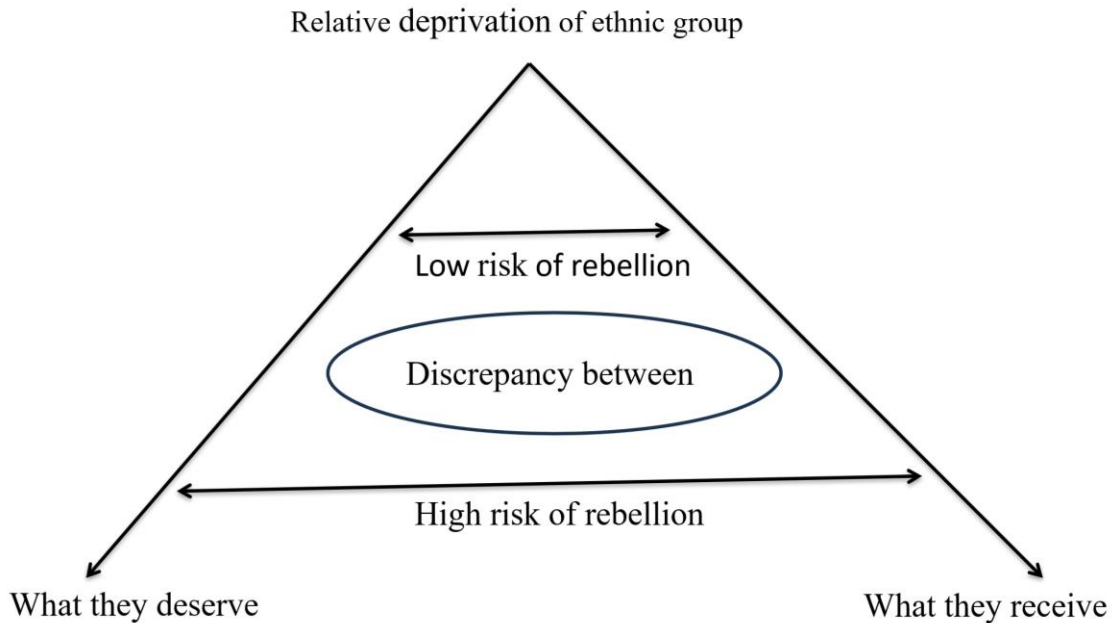 Relative deprivation of ethnic group
Low risk of rebellion
Discrepancy between
High risk of rebellion
What they deserve
What they receive